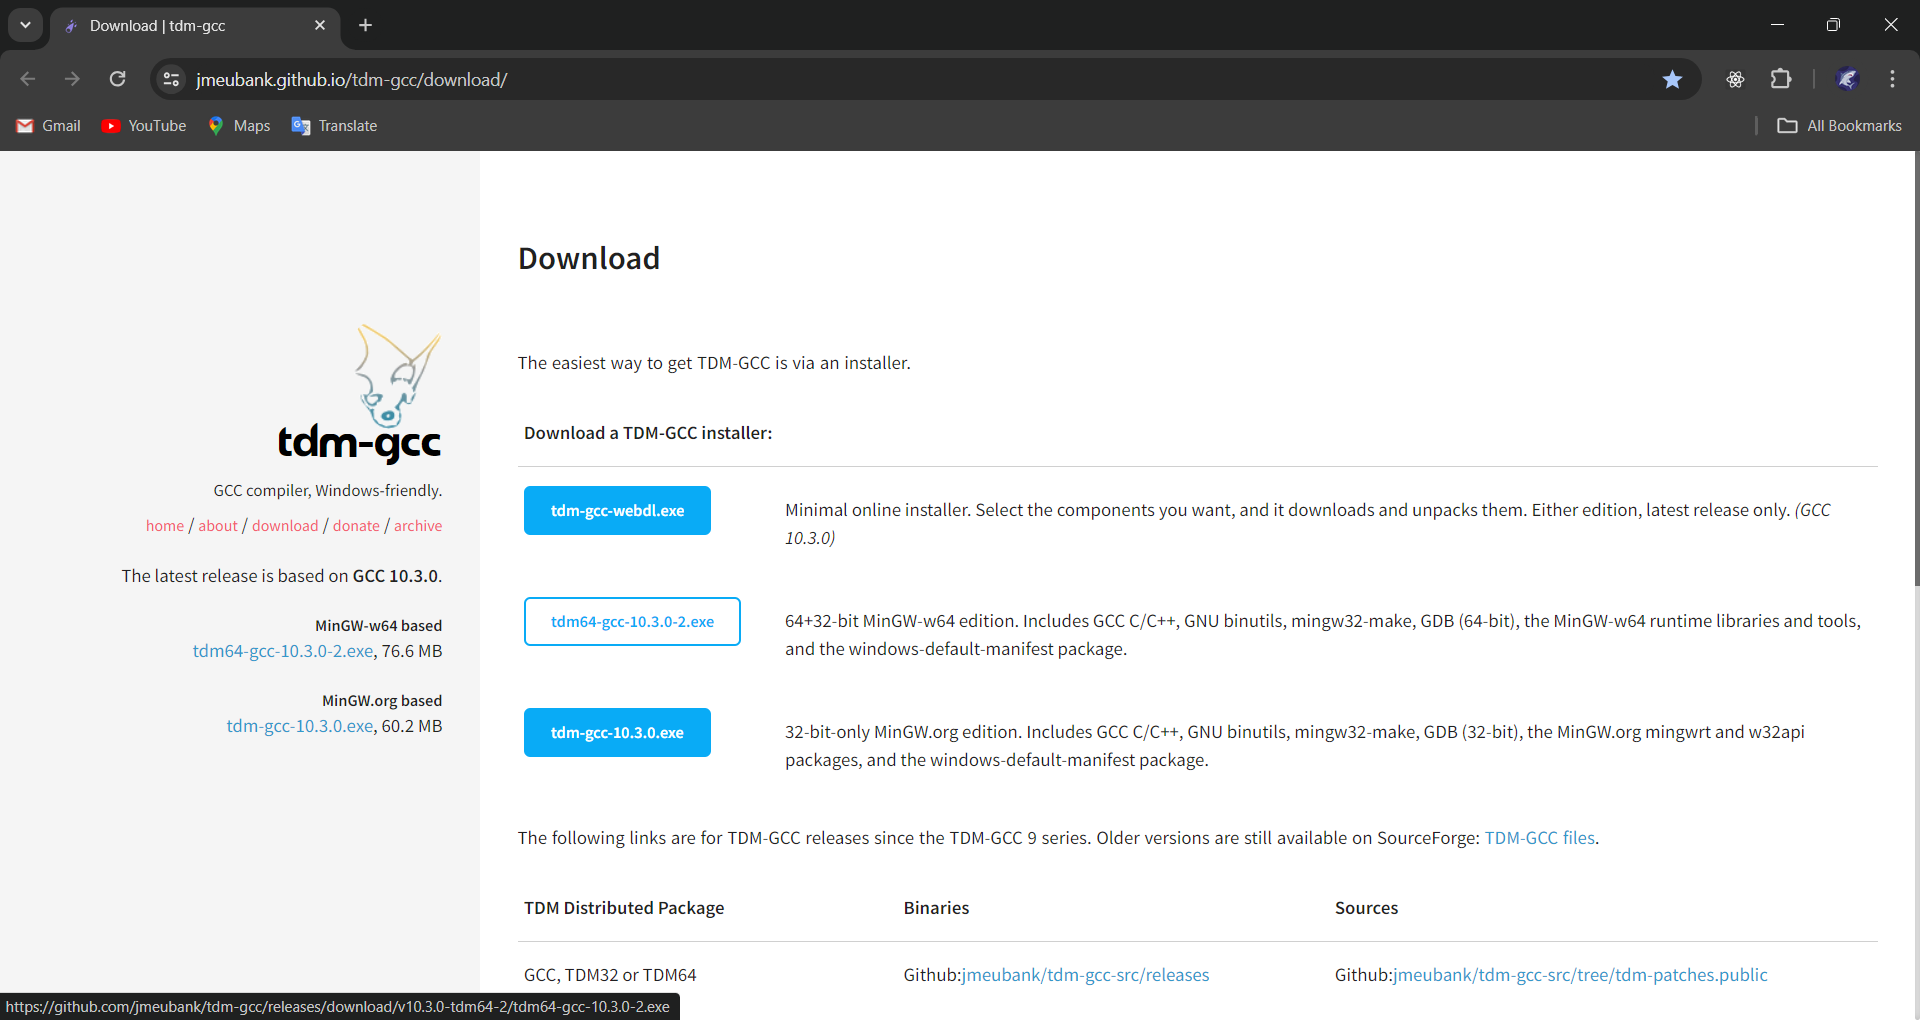 Download | tdm-gcc
jmeubank.github.io/tdm-gcc/download/
Gmail YouTube Maps Translate All Bookmarks
tdm-gcc
GCC compiler, Windows-friendly.
home / about / download / donate / archive
The latest release is based on GCC 10.3.0.
MinGW-w64 based
tdm64-gcc-10.3.0-2.exe, 76.6 MB
MinGW.org based
tdm-gcc-10.3.0.exe, 60.2 MB
Download
The easiest way to get TDM-GCC is via an installer.
Download a TDM-GCC installer:
tdm-gcc-webdl.exe
Minimal online installer. Select the components you want, and it downloads and unpacks them. Either edition, latest release only. (GCC
10.3.0)
tdm64-gcc-10.3.0-2.exe
64+32-bit MinGW-w64 edition. Includes GCC C/C++, GNU binutils, mingw32-make, GDB (64-bit), the MinGW-w64 runtime libraries and tools,
and the windows-default-manifest package.
tdm-gcc-10.3.0.exe
32-bit-only MinGW.org edition. Includes GCC C/C++, GNU binutils, mingw32-make, GDB (32-bit), the MinGW.org mingwrt and w32api
packages, and the windows-default-manifest package.
The following links are for TDM-GCC releases since the TDM-GCC 9 series. Older versions are still available on SourceForge: TDM-GCC files.
TDM Distributed Package Binaries Sources
GCC, TDM32 or TDM64 Github:jmeubank/tdm-gcc-src/releases Github:jmeubank/tdm-gcc-src/tree/tdm-patches.public
https://github.com/jmeubank/tdm-gcc/releases/download/v10.3.0-tdm64-2/tdm64-gcc-10.3.0-2.exe